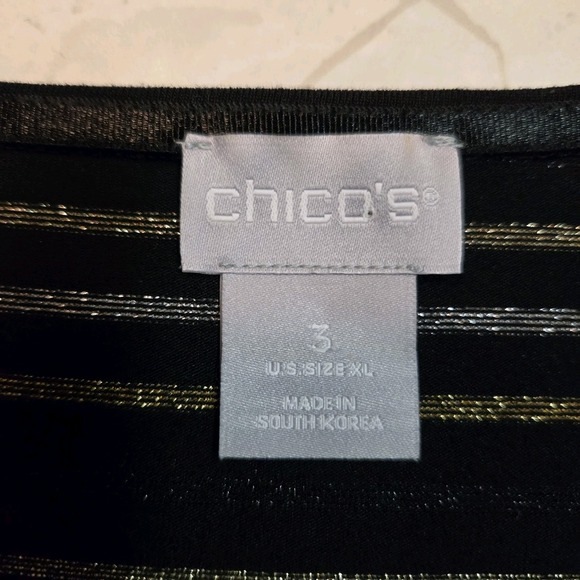 chico's®
3
U.S. SIZE XL
MADE IN
SOUTH KOREA